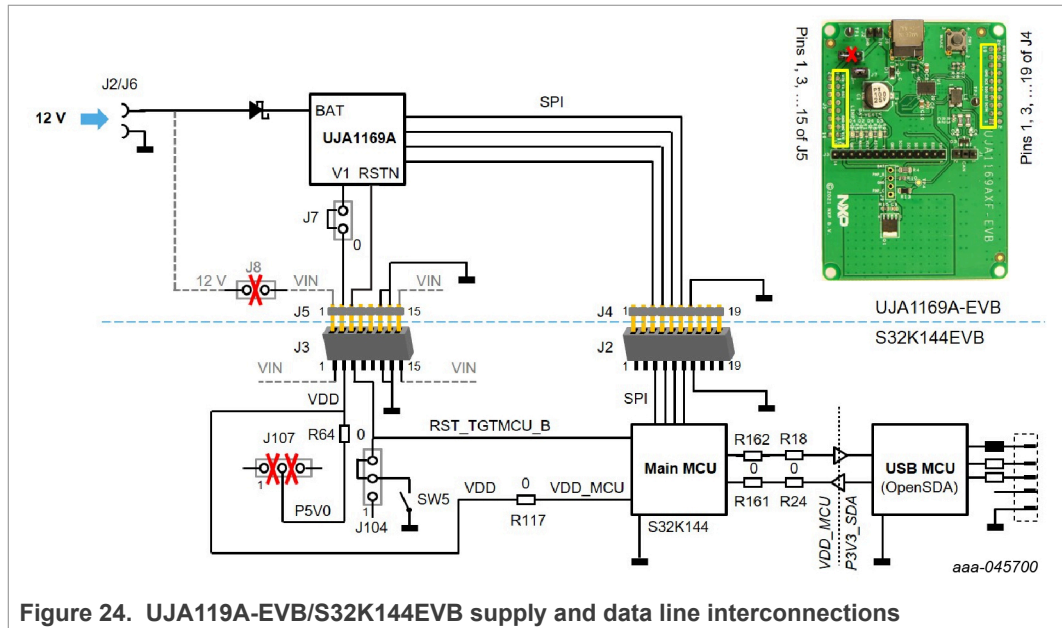 J2/J6
12 V
BAT
UJA1169A
V1 RSTN
SPI
J7
0
12 V
J8
VIN
VIN
J5
1
15
J4
1
19
UJA1169A-EVB
S32K144EVB
J3
1
15
J2
1
19
VIN
VIN
VDD
SPI
R64
0
RST_TGTMCU_B
J107
1
P5V0
SW5
1
J104
VDD
0
VDD_MCU
R117
Main MCU
S32K144
R162
R18
0
0
R161
R24
VDD_MCU
P3V3_SDA
USB MCU
(OpenSDA)
aaa-045700
Pins 1, 3, ...15 of J5
Pins 1, 3, ...19 of J4
UJA1169AXF-EVB
NXP
Figure 24. UJA119A-EVB/S32K144EVB supply and data line interconnections